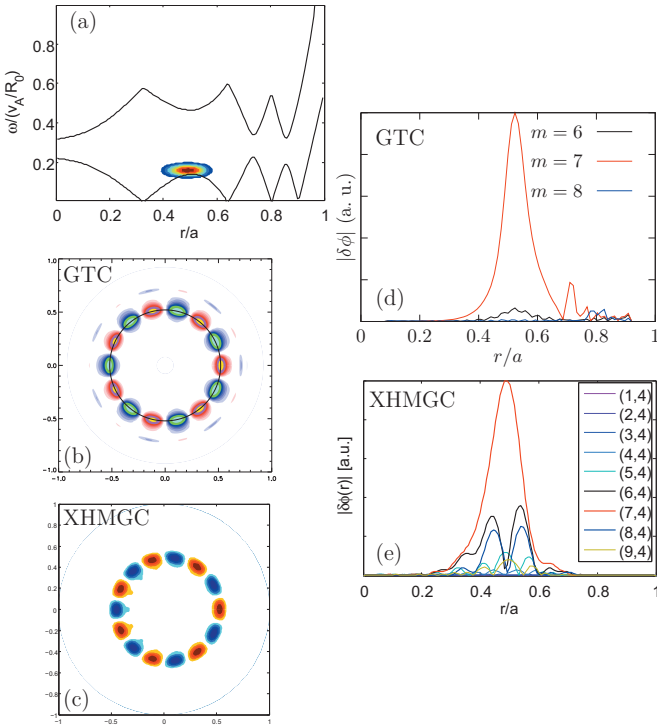 (a)
ω/(v_A/R_0)
0.8
0.6
0.4
0.2
0 0.2 0.4 0.6 0.8 1
r/a
GTC
1.0
0.5
0.0
−0.5
−1.0
−1.0 −0.5 0.0 0.5 1.0
(b)
XHMGC
1
0.8
0.6
0.4
0.2
0
−0.2
−0.4
−0.6
−0.8
−1
−1 −0.5 0 0.5 1
(c)
GTC
m = 6
m = 7
m = 8
|δϕ| (a. u.)
(d)
0 0.2 0.4 0.6 0.8 1
r/a
XHMGC
(1,4)
(2,4)
(3,4)
(4,4)
(5,4)
(6,4)
(7,4)
(8,4)
(9,4)
|δϕ(r)| [a.u.]
(e)
0 0.2 0.4 0.6 0.8 1
r/a